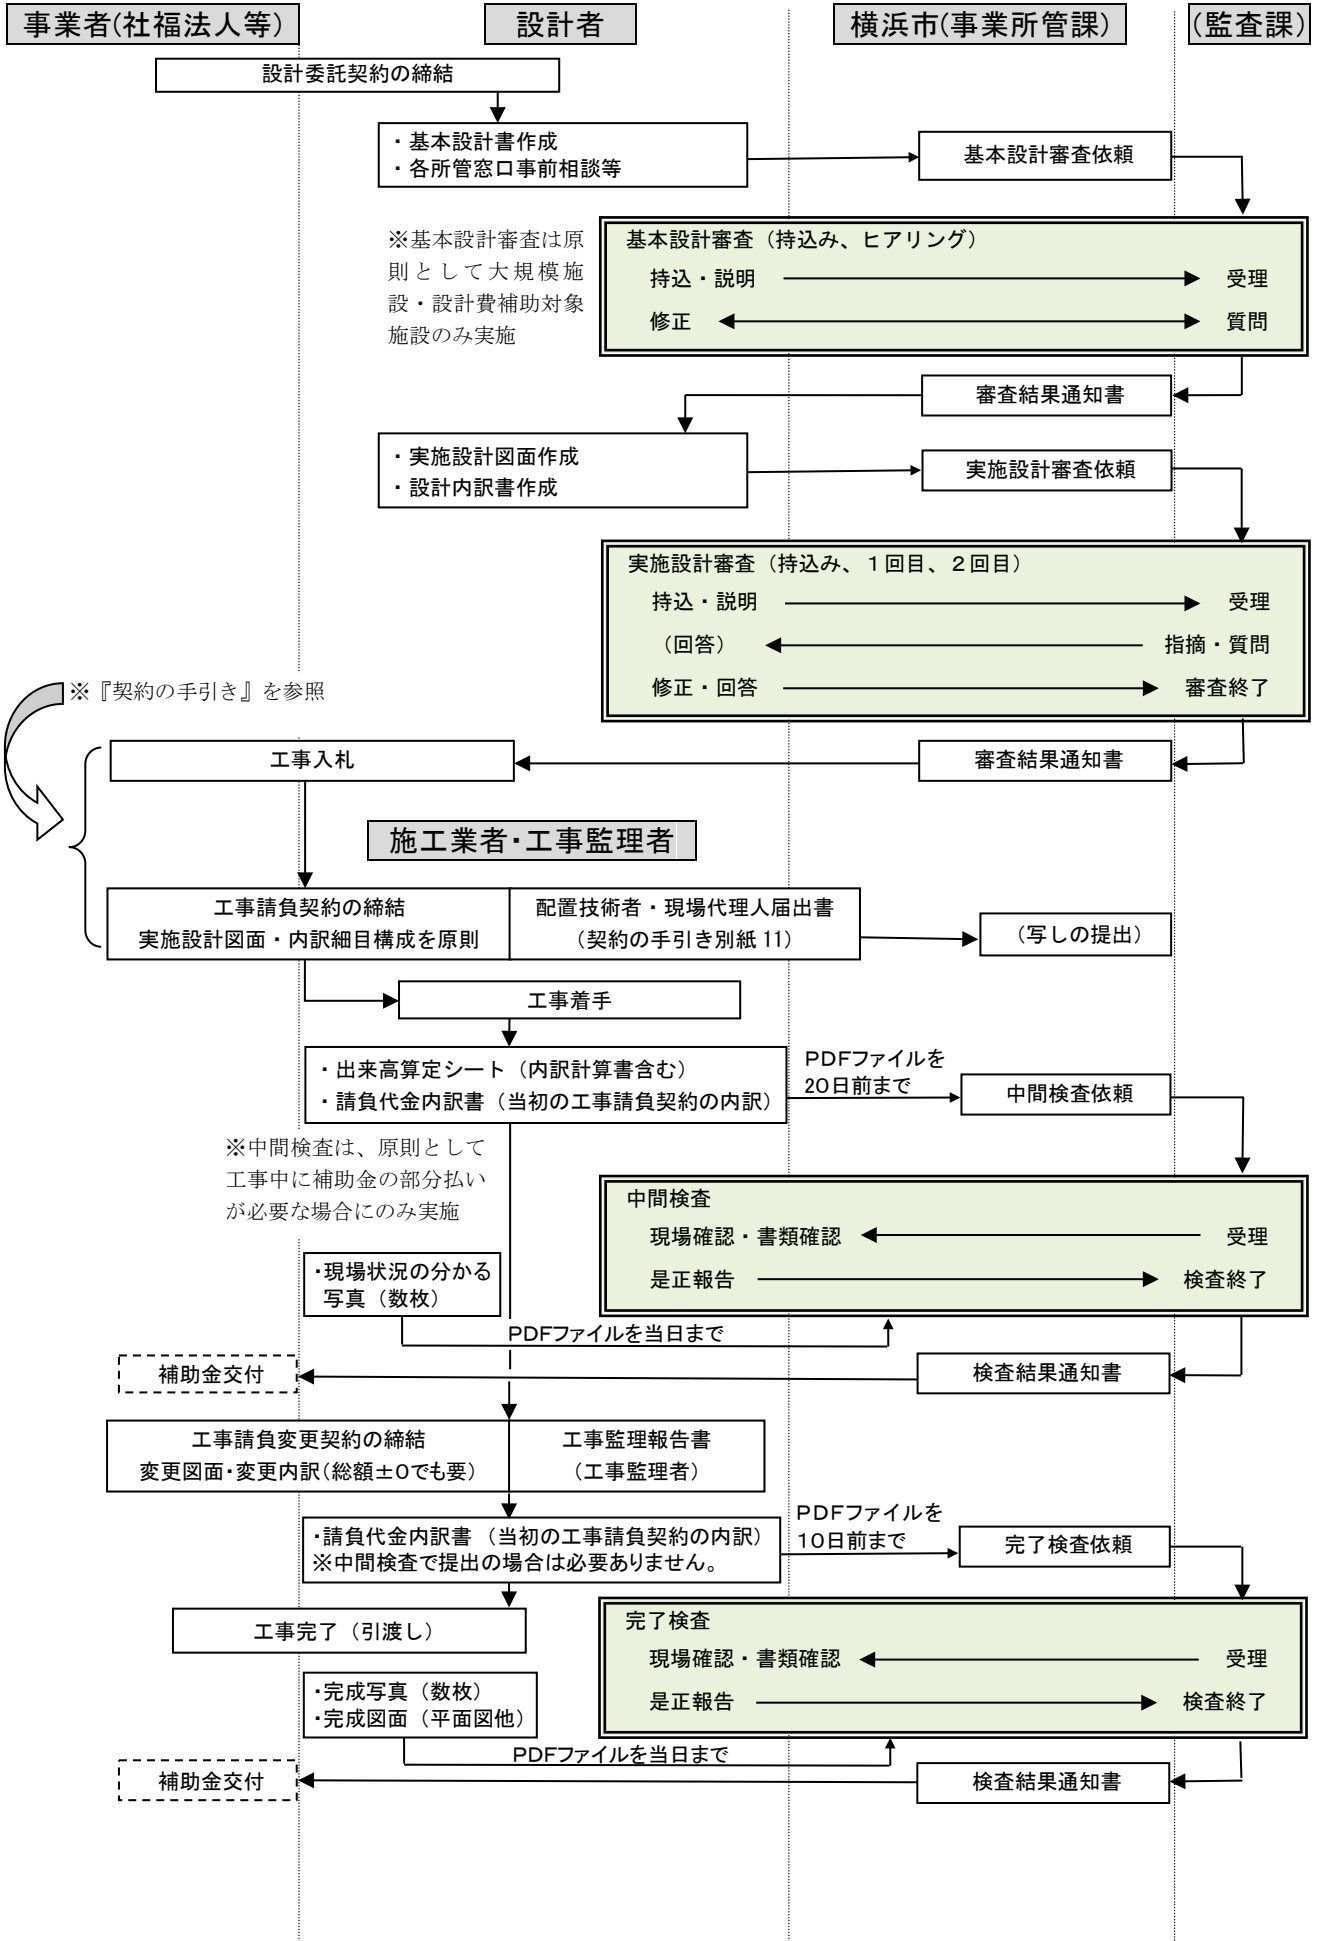 事業者(社福法人等)
設計者
横浜市(事業所管課)
(監査課)
設計委託契約の締結
・基本設計書作成
・各所管窓口事前相談等
基本設計審査依頼
※基本設計審査は原
則として大規模施
設・設計費補助対象
施設のみ実施
基本設計審査（持込み、ヒアリング）
持込・説明
受理
修正
質問
審査結果通知書
・実施設計図面作成
・設計内訳書作成
実施設計審査依頼
実施設計審査（持込み、１回目、２回目）
持込・説明
受理
（回答）
指摘・質問
修正・回答
審査終了
※『契約の手引き』を参照
工事入札
審査結果通知書
施工業者・工事監理者
工事請負契約の締結
実施設計図面・内訳細目構成を原則
配置技術者・現場代理人届出書
（契約の手引き別紙 11）
（写しの提出）
工事着手
・出来高算定シート（内訳計算書含む）
・請負代金内訳書（当初の工事請負契約の内訳）
PDFファイルを
20日前まで
中間検査依頼
※中間検査は、原則として
工事中に補助金の部分払い
が必要な場合にのみ実施
中間検査
現場確認・書類確認
受理
是正報告
検査終了
・現場状況の分かる
写真（数枚）
PDFファイルを当日まで
補助金交付
検査結果通知書
工事請負変更契約の締結
変更図面・変更内訳（総額±0でも要）
工事監理報告書
（工事監理者）
・請負代金内訳書（当初の工事請負契約の内訳）
※中間検査で提出の場合は必要ありません。
PDFファイルを
10日前まで
完了検査依頼
工事完了（引渡し）
完了検査
現場確認・書類確認
受理
是正報告
検査終了
・完成写真（数枚）
・完成図面（平面図他）
PDFファイルを当日まで
補助金交付
検査結果通知書